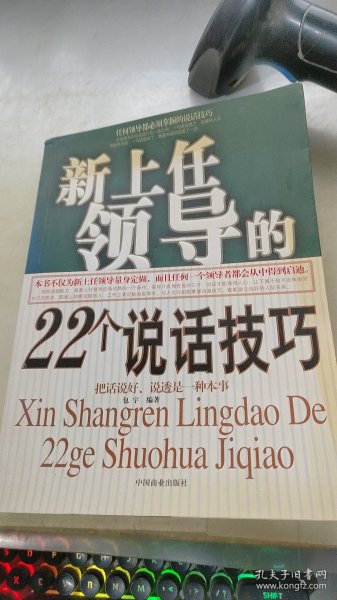 任何领导都必须掌握的说话技巧
新上任
领导的
本书不仅为新上任领导量身定做，而且任何一个领导者都会从中得到启迪。
22个说话技巧
把话说好、说透是一种本事
包宇 编著
Xin Shangren Lingdao De
22ge Shuohua Jiqiao
中国商业出版社
孔夫子旧书网
www.kongfz.com
SHIFT